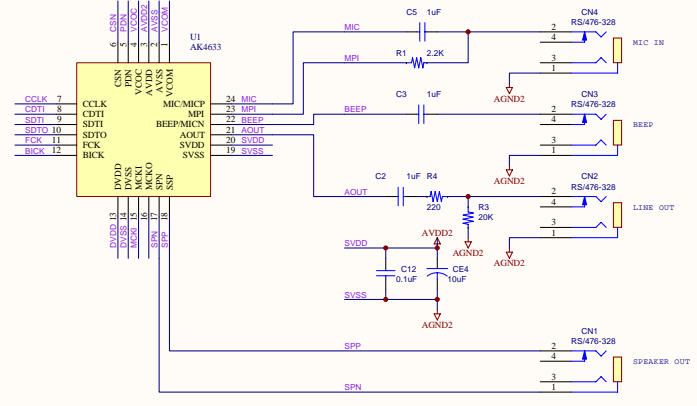 CSN
PDN
VCOC
AVDD2
AVSS
VCOM
6
5
4
3
2
1
U1
AK4633
CSN
PDN
VCOC
AVDD
AVSS
VCOM
CCLK 7 CCLK
CDTI 8 CDTI
SDTI 9 SDTI
SDTO 10 SDTO
FCK 11 FCK
BICK 12 BICK
MIC/MICP 24 MIC
MPI 23 MPI
BEEP/MICN 22 BEEP
AOUT 21 AOUT
SVDD 20 SVDD
SVSS 19 SVSS
DVDD
DVSS
MCKI
MCKO
SPN
SPP
13
14
15
16
17
18
DVDD
DVSS
MCKI
SPN
SPP
C5 1uF
MIC
R1 2.2K
MPI
CN4
RS/476-328
2
4
3
1
MIC IN
AGND2
C3 1uF
BEEP
CN3
RS/476-328
2
4
3
1
BEEP
AGND2
C2 1uF R4
AOUT
220
R3
20K
AGND2
CN2
RS/476-328
2
4
3
1
LINE OUT
AGND2
AVDD2
SVDD
C12
0.1uF
CE4
10uF
SVSS
AGND2
CN1
RS/476-328
SPP
2
4
3
1
SPEAKER OUT
SPN